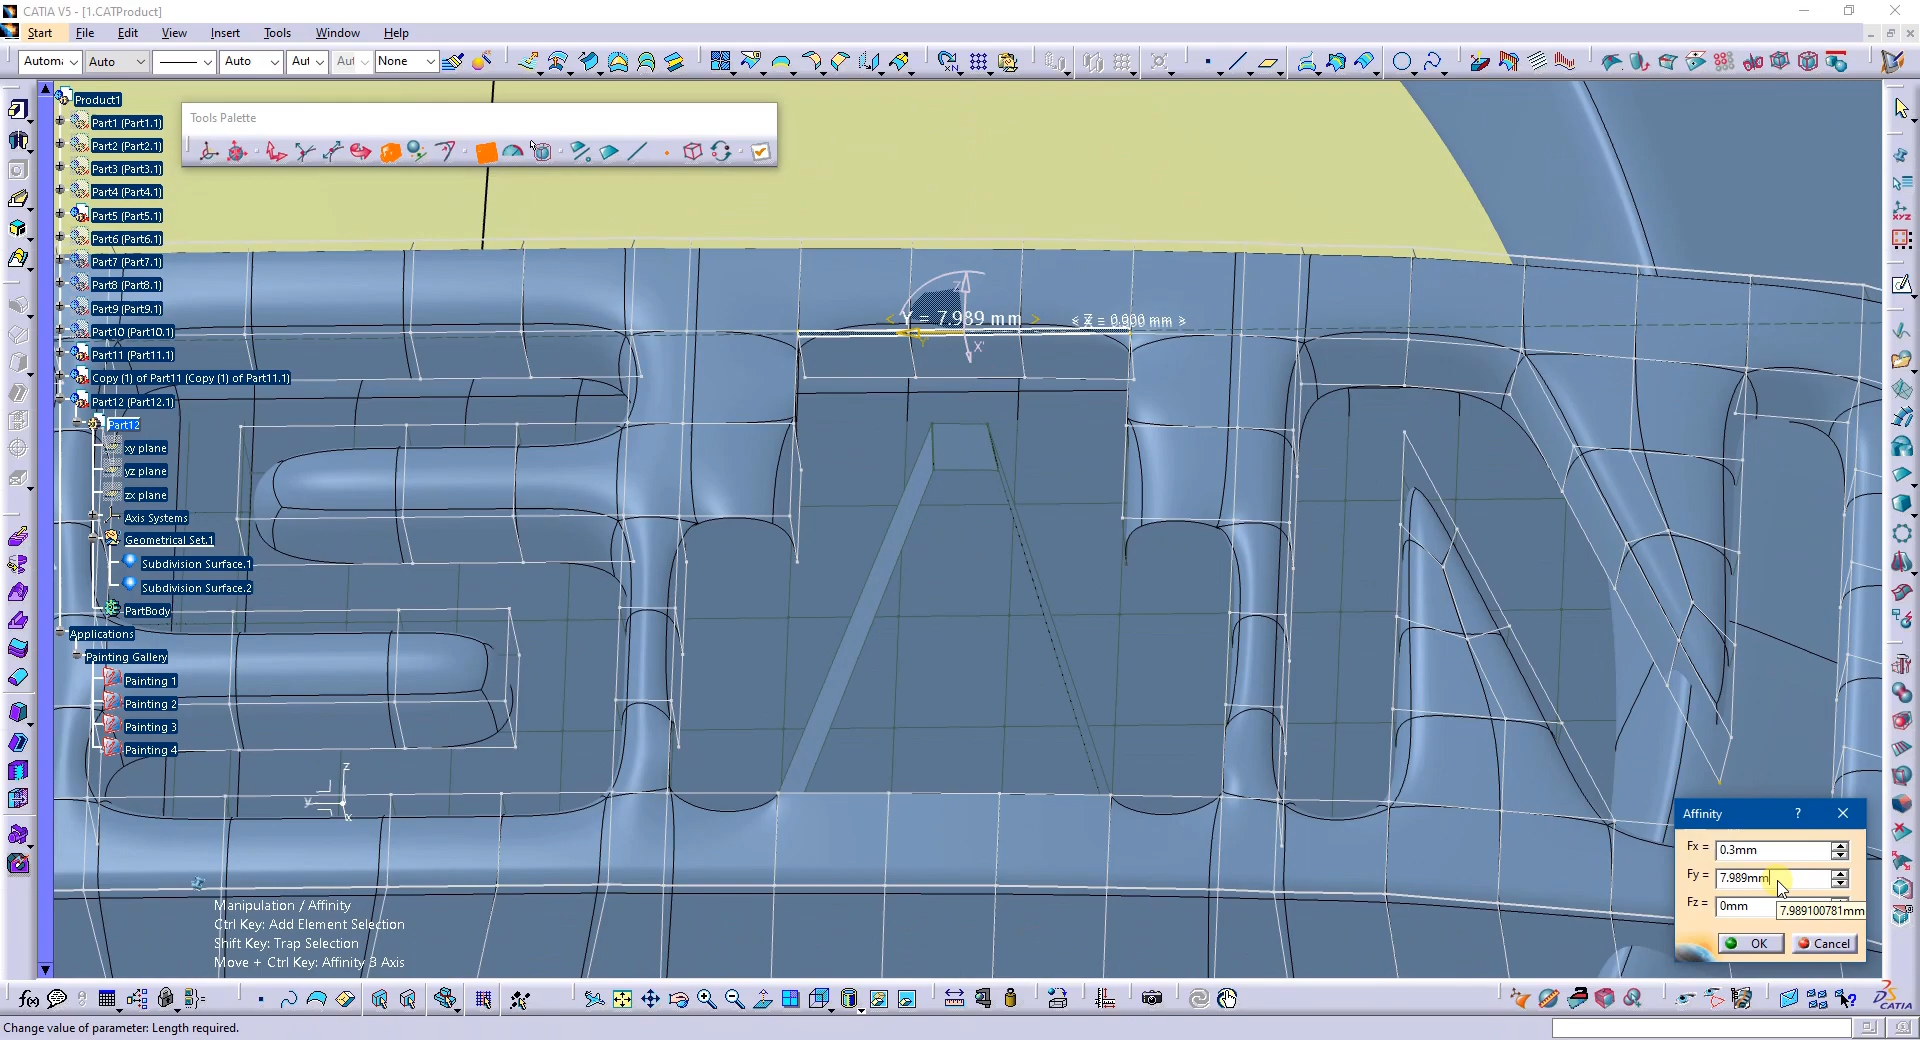 CATIA V5 - [1.CATProduct]
Start File Edit View Insert Tools Window Help
Auto Auto None
Tools Palette
Product1
Part1 (Part1.1)
Part2 (Part2.1)
Part3 (Part3.1)
Part4 (Part4.1)
Part5 (Part5.1)
Part6 (Part6.1)
Part7 (Part7.1)
Part8 (Part8.1)
Part9 (Part9.1)
Part10 (Part10.1)
Part11 (Part11.1)
Copy (1) of Part11 (Copy (1) of Part11.1)
Part12 (Part12.1)
Part12
xy plane
yz plane
zx plane
Axis Systems
Geometrical Set.1
Subdivision Surface.1
Subdivision Surface.2
PartBody
Applications
Painting Gallery
Painting 1
Painting 2
Painting 3
Painting 4
< Y = 7.989 mm >
Manipulation / Affinity
Ctrl Key: Add Element Selection
Shift Key: Trap Selection
Move + Ctrl Key: Affinity 3 Axis
Affinity
Fx = 0.3mm
Fy = 7.989mm
Fz = 0mm
7.989100781mm
OK Cancel
Change value of parameter: Length required.